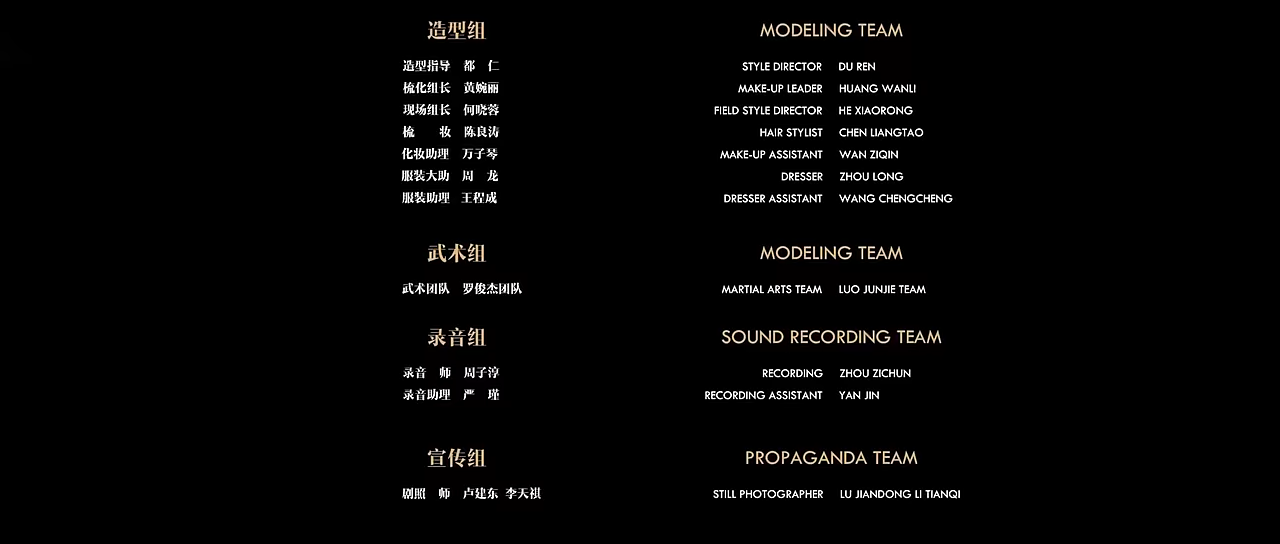 造型组 MODELING TEAM
造型指导 都 仁 STYLE DIRECTOR DU REN
梳化组长 黄婉丽 MAKE-UP LEADER HUANG WANLI
现场组长 何晓蓉 FIELD STYLE DIRECTOR HE XIAORONG
梳 妆 陈良涛 HAIR STYLIST CHEN LIANGTAO
化妆助理 万子琴 MAKE-UP ASSISTANT WAN ZIQIN
服装大助 周 龙 DRESSER ZHOU LONG
服装助理 王程成 DRESSER ASSISTANT WANG CHENGCHENG
武术组 MODELING TEAM
武术团队 罗俊杰团队 MARTIAL ARTS TEAM LUO JUNJIE TEAM
录音组 SOUND RECORDING TEAM
录音 师 周子淳 RECORDING ZHOU ZICHUN
录音助理 严 瑾 RECORDING ASSISTANT YAN JIN
宣传组 PROPAGANDA TEAM
剧照 师 卢建东 李天祺 STILL PHOTOGRAPHER LU JIANDONG LI TIANQI